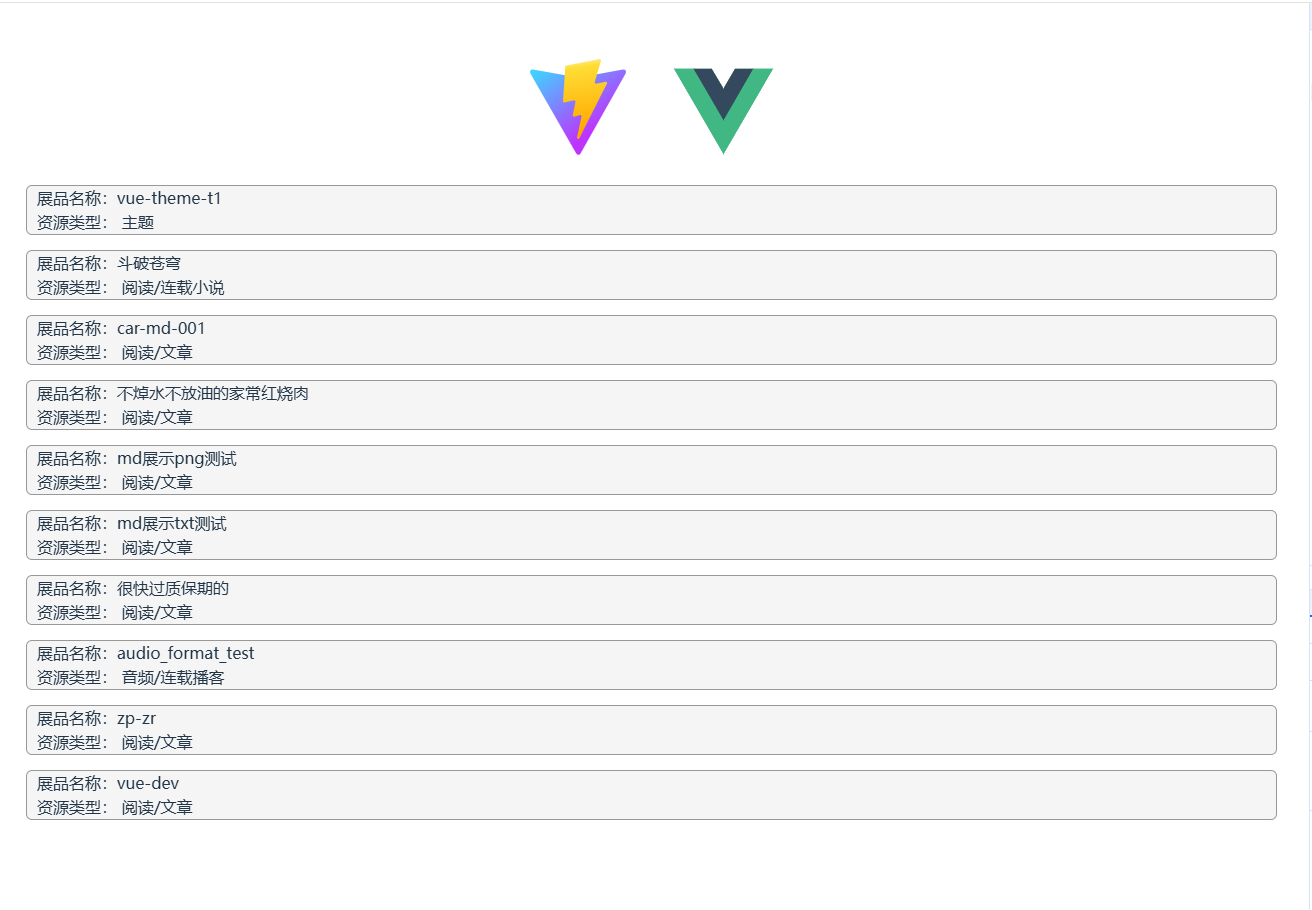 展品名称：vue-theme-t1
资源类型： 主题
展品名称：斗破苍穹
资源类型： 阅读/连载小说
展品名称：car-md-001
资源类型： 阅读/文章
展品名称：不焯水不放油的家常红烧肉
资源类型： 阅读/文章
展品名称：md展示png测试
资源类型： 阅读/文章
展品名称：md展示txt测试
资源类型： 阅读/文章
展品名称：很快过质保期的
资源类型： 阅读/文章
展品名称：audio_format_test
资源类型： 音频/连载播客
展品名称：zp-zr
资源类型： 阅读/文章
展品名称：vue-dev
资源类型： 阅读/文章